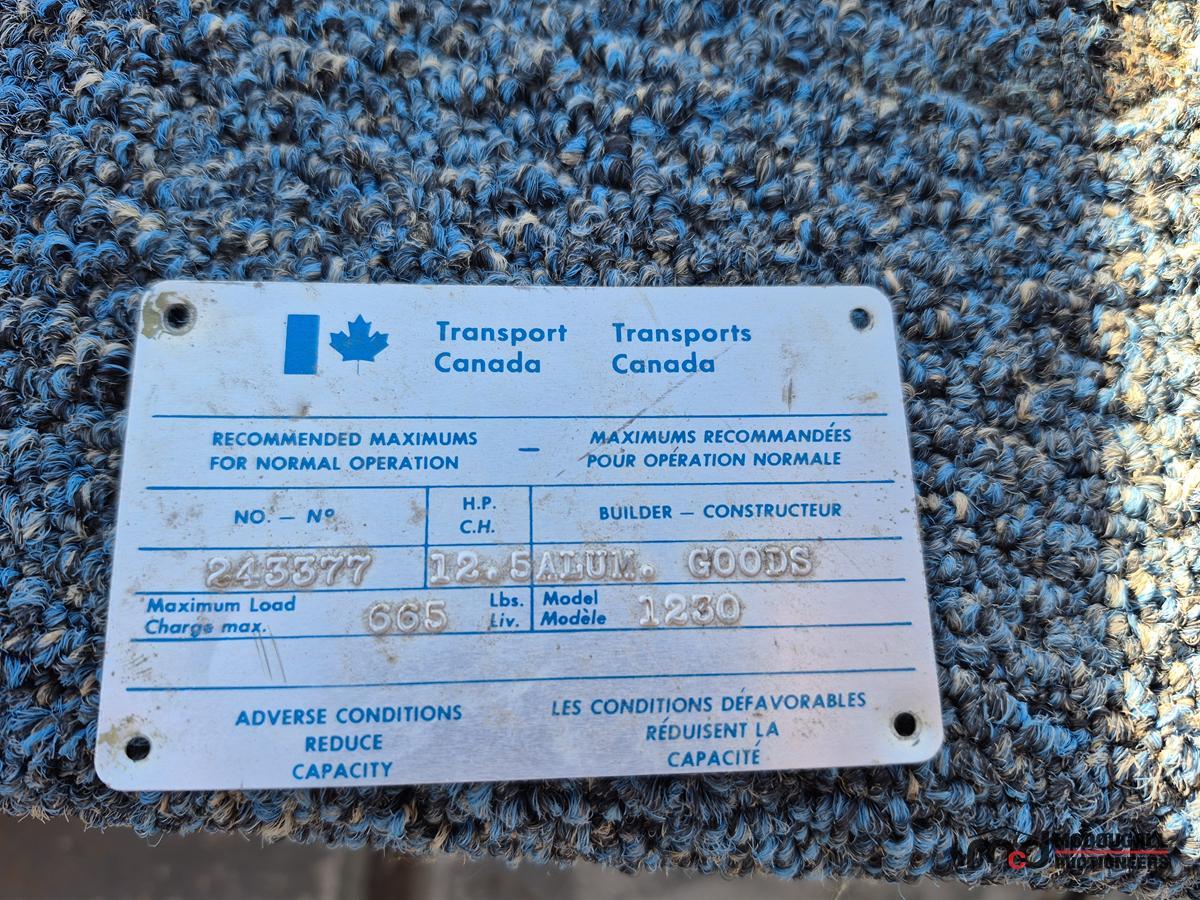 Transport Canada
Transports Canada
RECOMMENDED MAXIMUMS
FOR NORMAL OPERATION
–
MAXIMUMS RECOMMANDÉES
POUR OPÉRATION NORMALE
NO. – Nº
H.P.
C.H.
BUILDER – CONSTRUCTEUR
243377
12.5
ALUM. GOODS
Maximum Load
Charge max.
665
Lbs.
Liv.
Model
Modèle
1230
ADVERSE CONDITIONS
REDUCE
CAPACITY
LES CONDITIONS DÉFAVORABLES
RÉDUISENT LA
CAPACITÉ
McDOUGALL
AUCTIONEERS